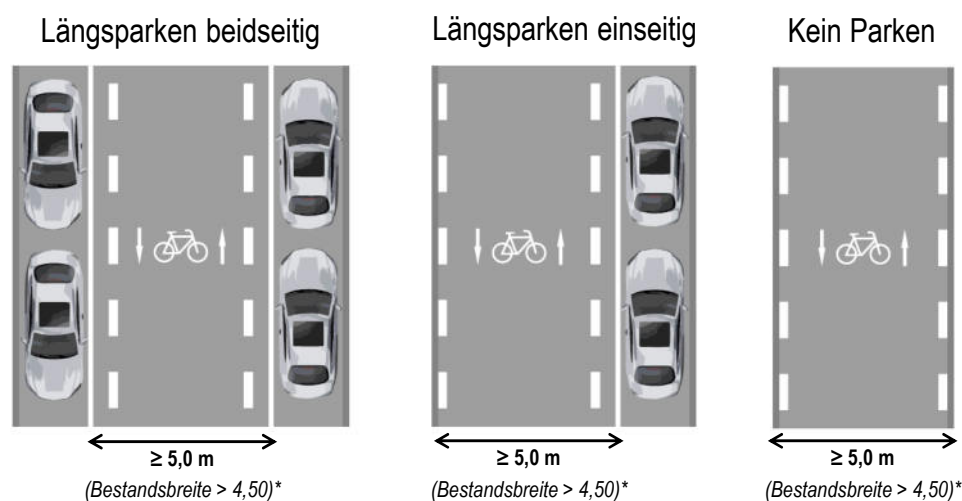 Längsparken beidseitig
Längsparken einseitig
Kein Parken
≥ 5,0 m
(Bestandsbreite > 4,50)*
≥ 5,0 m
(Bestandsbreite > 4,50)*
≥ 5,0 m
(Bestandsbreite > 4,50)*